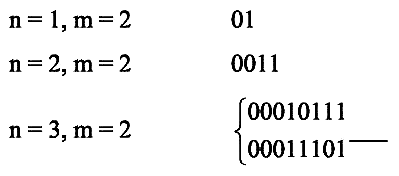 n = 1, m = 2 01
n = 2, m = 2 0011
n = 3, m = 2 00010111
00011101